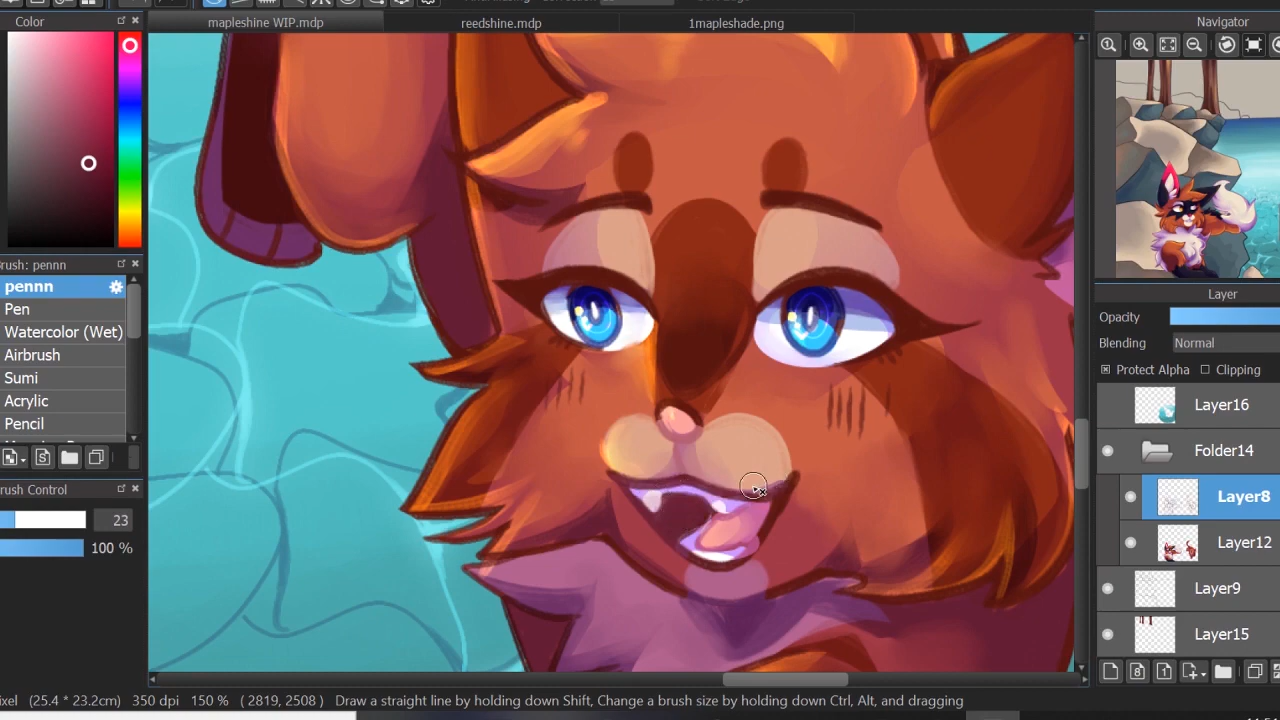 mapleshine WIP.mdp
reedshine.mdp
1mapleshade.png
Color
Navigator
rush: pennn
pennn
Pen
Watercolor (Wet)
Airbrush
Sumi
Acrylic
Pencil
rush Control
23
100 %
Layer
Opacity
Blending
Normal
Protect Alpha
Clipping
Layer16
Folder14
Layer8
Layer12
Layer9
Layer15
ixel (25.4 * 23.2cm) 350 dpi 150 % ( 2819, 2508 ) Draw a straight line by holding down Shift, Change a brush size by holding down Ctrl, Alt, and dragging